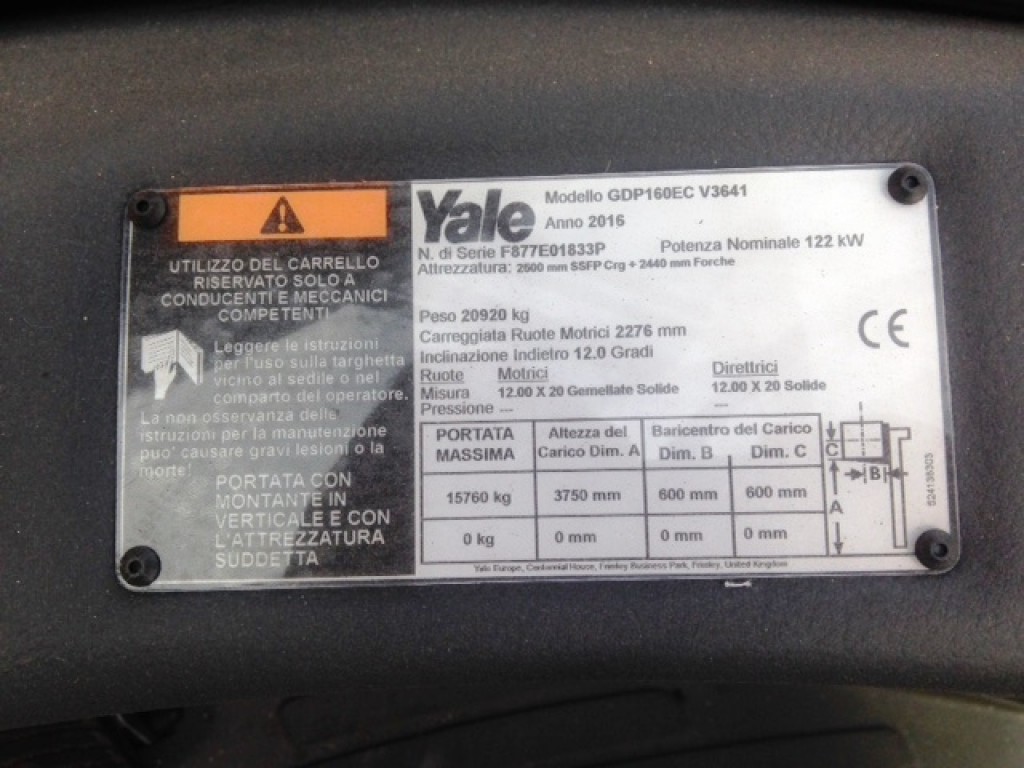 UTILIZZO DEL CARRELLO
RISERVATO SOLO A
CONDUCENTI E MECCANICI
COMPETENTI
Leggere le istruzioni
per l'uso sulla targhetta
vicino al sedile o nel
comparto del operatore.
La non osservanza delle
istruzioni per la manutenzione
puo' causare gravi lesioni o la
morte!
PORTATA CON
MONTANTE IN
VERTICALE E CON
L'ATTREZZATURA
SUDDETTA
Yale Modello GDP160EC V3641
Anno 2016
N. di Serie F877E01833P Potenza Nominale 122 kW
Attrezzatura: 2600 mm SSFP Crg + 2440 mm Forche
Peso 20920 kg
Carreggiata Ruote Motrici 2276 mm
Inclinazione Indietro 12.0 Gradi
CE
Ruote Motrici Direttrici
Misura 12.00 X 20 Gemellate Solide 12.00 X 20 Solide
Pressione --- ---
PORTATA MASSIMA Altezza del Carico Dim. A Baricentro del Carico
Dim. B Dim. C
15760 kg 3750 mm 600 mm 600 mm
0 kg 0 mm 0 mm 0 mm
C
B
A
524138303
Yale Europe, Centennial House, Frimley Business Park, Frimley, United Kingdom